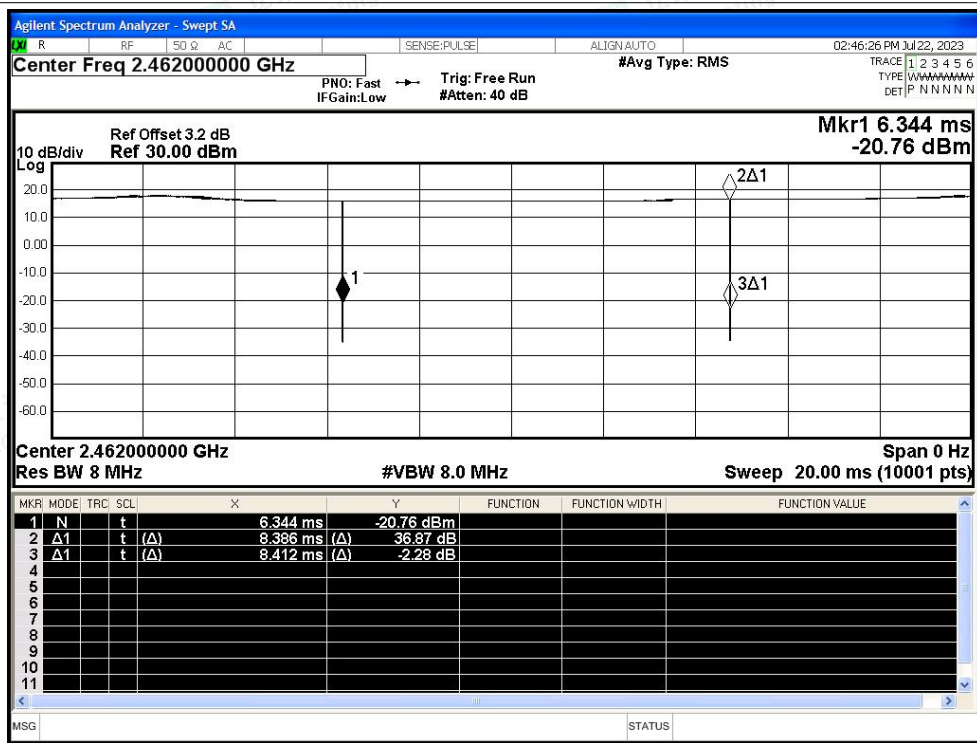 Agilent Spectrum Analyzer - Swept SA
LXI R RF 50 Ω AC SENSE:PULSE ALIGN AUTO 02:46:26 PM Jul 22, 2023
Center Freq 2.462000000 GHz #Avg Type: RMS TRACE 1 2 3 4 5 6
PNO: Fast Trig: Free Run TYPE WWWWWW
IFGain:Low #Atten: 40 dB DET P N N N N N
Mkr1 6.344 ms
Ref Offset 3.2 dB
10 dB/div Ref 30.00 dBm -20.76 dBm
Log
20.0
10.0
0.00
-10.0
-20.0
-30.0
-40.0
-50.0
-60.0
2Δ1
1
3Δ1
Center 2.462000000 GHz Span 0 Hz
Res BW 8 MHz #VBW 8.0 MHz Sweep 20.00 ms (10001 pts)
MKR MODE TRC SCL X Y FUNCTION FUNCTION WIDTH FUNCTION VALUE
1 N t 6.344 ms -20.76 dBm
2 Δ1 t (Δ) 8.386 ms (Δ) 36.87 dB
3 Δ1 t (Δ) 8.412 ms (Δ) -2.28 dB
4
5
6
7
8
9
10
11
MSG STATUS